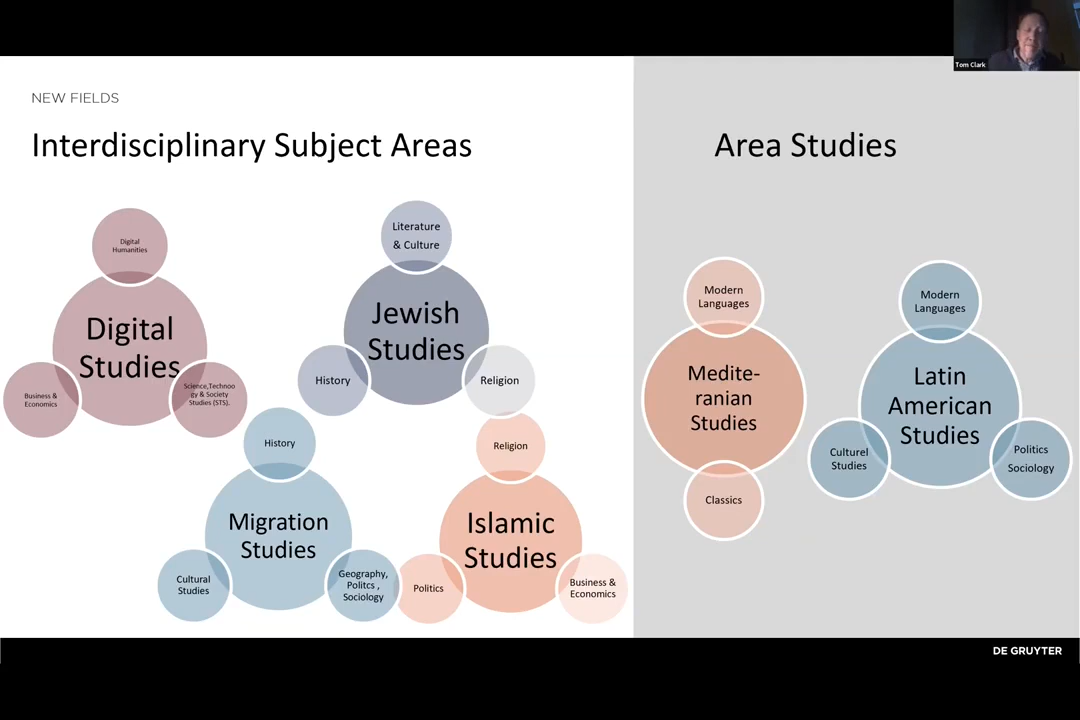 Tom Clark
NEW FIELDS
Interdisciplinary Subject Areas
Area Studies
Digital
Humanities
Digital
Studies
Business &
Economics
Science,Techno
gy & Society
Studies (STS).
Literature
& Culture
Jewish
Studies
History
Religion
History
Migration
Studies
Cultural
Studies
Geography,
Politcs ,
Sociology
Religion
Islamic
Studies
Politics
Business &
Economics
Modern
Languages
Medite-
ranian
Studies
Classics
Modern
Languages
Latin
American
Studies
Culturel
Studies
Politics
Sociology
DE GRUYTER